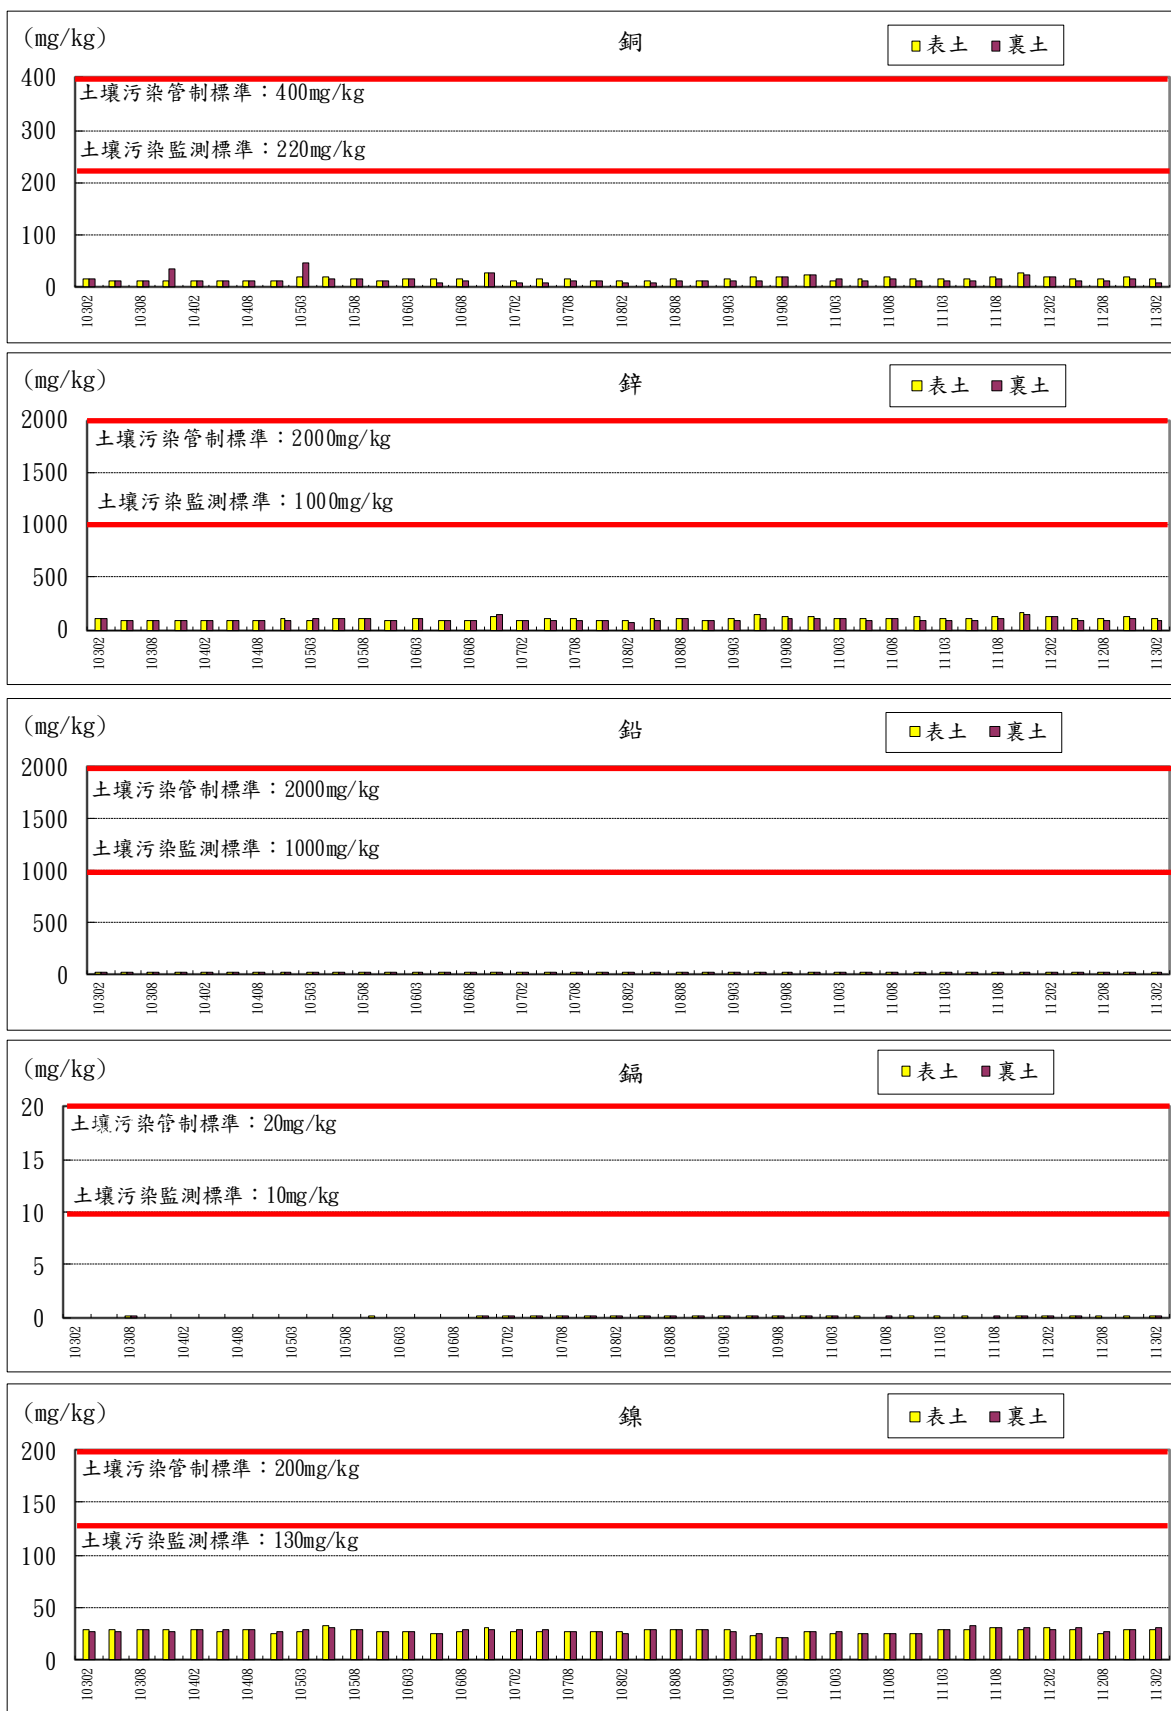 (mg/kg)
銅
表土 裏土
400
土壤污染管制標準：400mg/kg
300
土壤污染監測標準：220mg/kg
200
100
0
10302 10308 10402 10408 10503 10508 10603 10608 10702 10708 10802 10808 10903 10908 11003 11008 11103 11108 11202 11208 11302
(mg/kg)
鋅
表土 裏土
2000
土壤污染管制標準：2000mg/kg
1500
土壤污染監測標準：1000mg/kg
1000
500
0
10302 10308 10402 10408 10503 10508 10603 10608 10702 10708 10802 10808 10903 10908 11003 11008 11103 11108 11202 11208 11302
(mg/kg)
鉛
表土 裏土
2000
土壤污染管制標準：2000mg/kg
1500
土壤污染監測標準：1000mg/kg
1000
500
0
10302 10308 10402 10408 10503 10508 10603 10608 10702 10708 10802 10808 10903 10908 11003 11008 11103 11108 11202 11208 11302
(mg/kg)
鎘
表土 裏土
20
土壤污染管制標準：20mg/kg
15
土壤污染監測標準：10mg/kg
10
5
0
10302 10308 10402 10408 10503 10508 10603 10608 10702 10708 10802 10808 10903 10908 11003 11008 11103 11108 11202 11208 11302
(mg/kg)
鎳
表土 裏土
200
土壤污染管制標準：200mg/kg
150
土壤污染監測標準：130mg/kg
100
50
0
10302 10308 10402 10408 10503 10508 10603 10608 10702 10708 10802 10808 10903 10908 11003 11008 11103 11108 11202 11208 11302